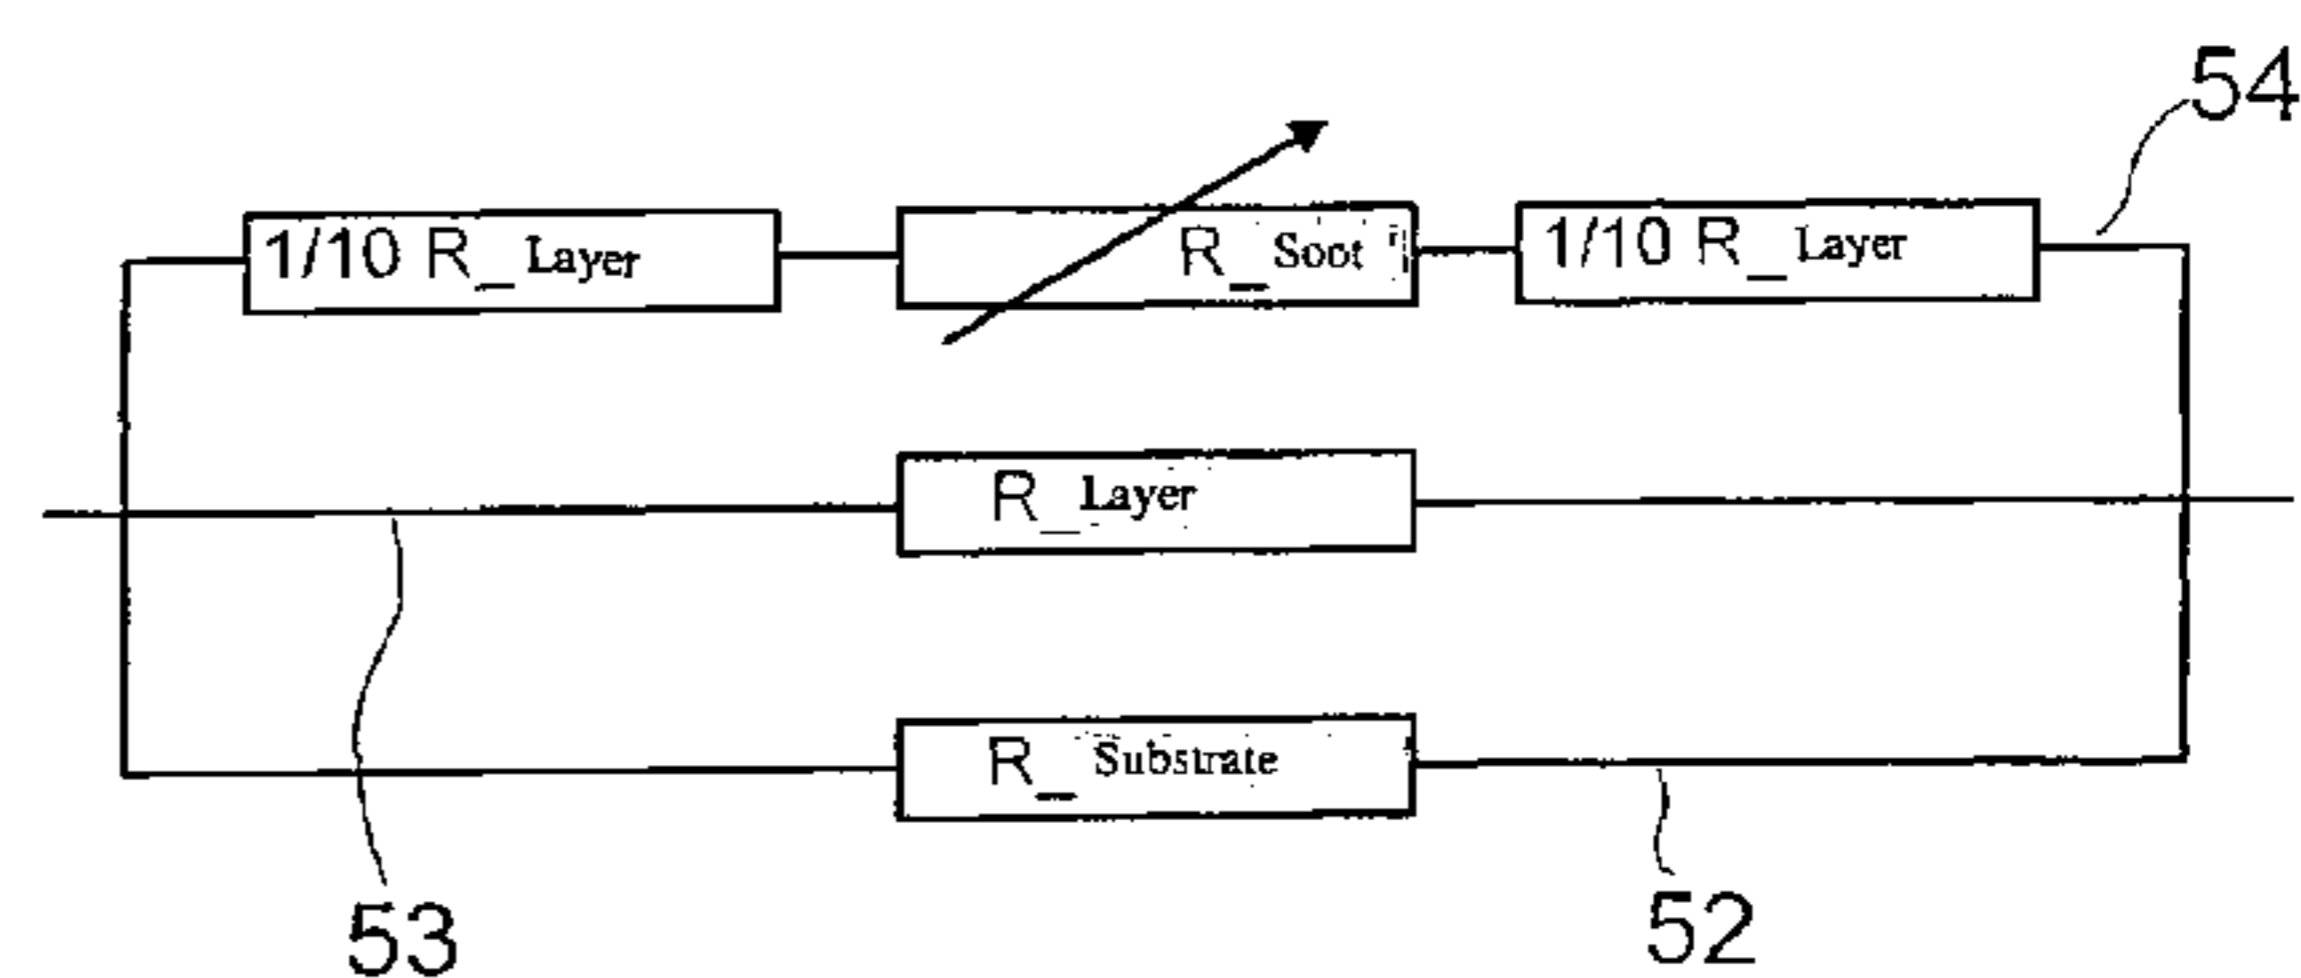 54
1/10 R_Layer
R_Soot
1/10 R_Layer
R_Layer
R_Substrate
53
52